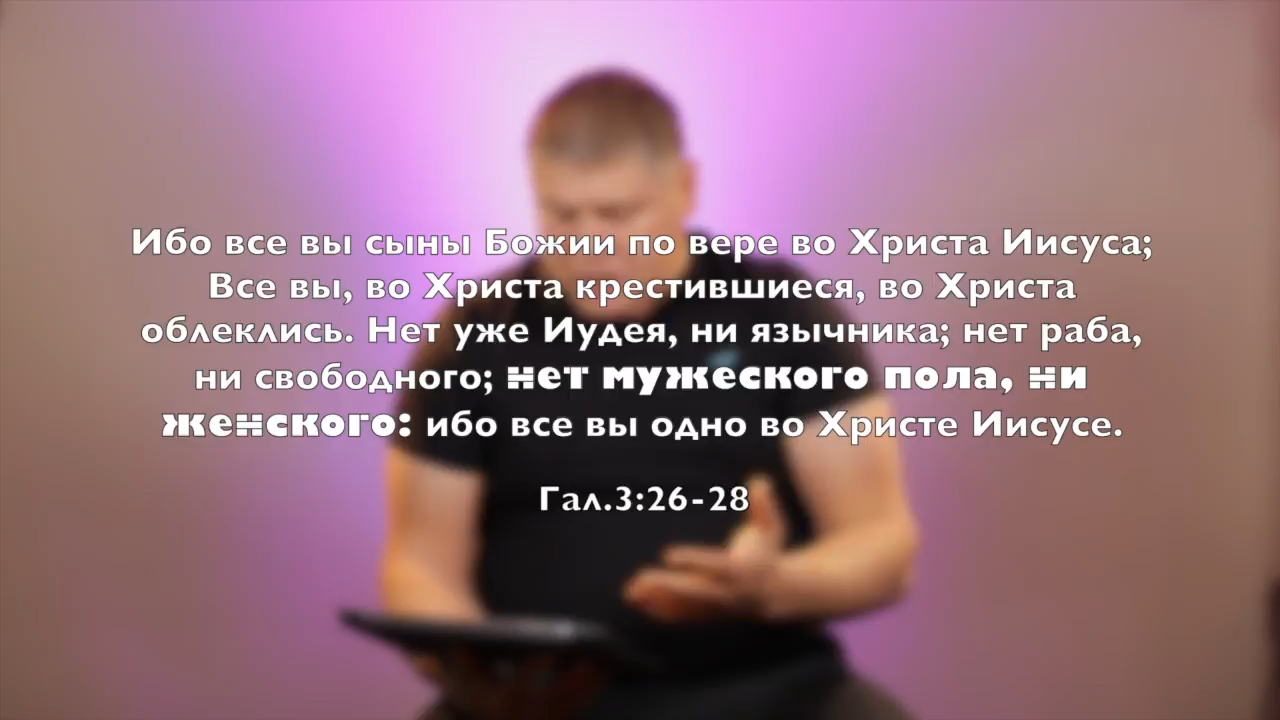 Ибо все вы сыны Божии по вере во Христа Иисуса;
Все вы, во Христа крестившиеся, во Христа
облеклись. Нет уже Иудея, ни язычника; нет раба,
ни свободного; нет мужеского пола, ни
женского: ибо все вы одно во Христе Иисусе.
Гал.3:26-28